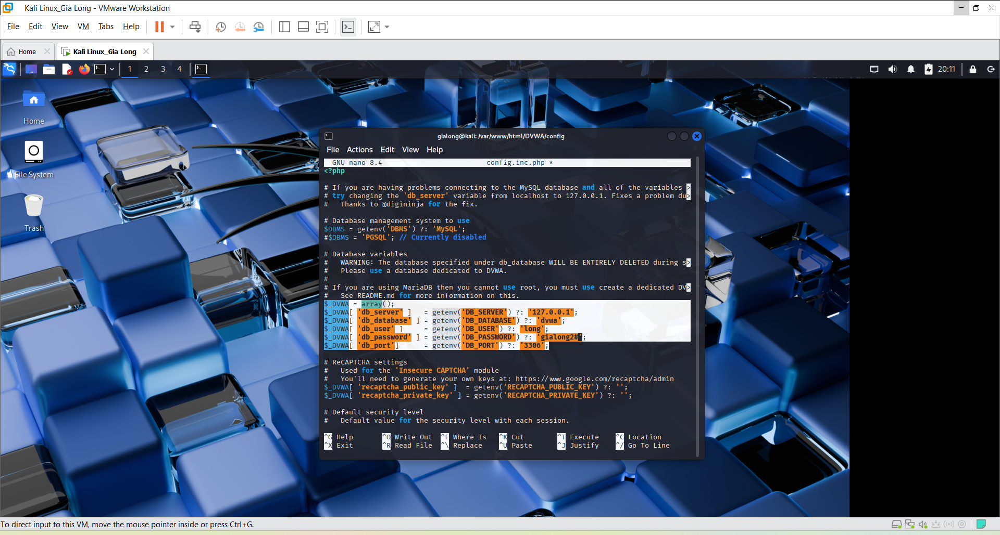 Kali Linux_Gia Long - VMware Workstation
File Edit View VM Tabs Help
Home
Kali Linux_Gia Long
1 2 3 4
20:11
Home
File System
Trash
gialong@kali: /var/www/html/DVWA/config
File Actions Edit View Help
GNU nano 8.4 config.inc.php *
<?php
# If you are having problems connecting to the MySQL database and all of the variables >
# try changing the 'db_server' variable from localhost to 127.0.0.1. Fixes a problem du>
#   Thanks to @digininja for the fix.
# Database management system to use
$DBMS = getenv('DBMS') ?: 'MySQL';
#$DBMS = 'PGSQL'; // Currently disabled
# Database variables
#   WARNING: The database specified under db_database WILL BE ENTIRELY DELETED during s>
#   Please use a database dedicated to DVWA.
#
# If you are using MariaDB then you cannot use root, you must use create a dedicated DV>
#   See README.md for more information on this.
$_DVWA = array();
$_DVWA[ 'db_server' ]   = getenv('DB_SERVER') ?: '127.0.0.1';
$_DVWA[ 'db_database' ] = getenv('DB_DATABASE') ?: 'dvwa';
$_DVWA[ 'db_user' ]     = getenv('DB_USER') ?: 'long';
$_DVWA[ 'db_password' ] = getenv('DB_PASSWORD') ?: 'gialong2#';
$_DVWA[ 'db_port']      = getenv('DB_PORT') ?: '3306';
# ReCAPTCHA settings
#   Used for the 'Insecure CAPTCHA' module
#   You'll need to generate your own keys at: https://www.google.com/recaptcha/admin
$_DVWA[ 'recaptcha_public_key' ]  = getenv('RECAPTCHA_PUBLIC_KEY') ?: '';
$_DVWA[ 'recaptcha_private_key' ] = getenv('RECAPTCHA_PRIVATE_KEY') ?: '';
# Default security level
#   Default value for the security level with each session.
^G Help ^O Write Out ^F Where Is ^K Cut ^T Execute ^C Location
^X Exit ^R Read File ^\ Replace ^U Paste ^J Justify ^/ Go To Line
To direct input to this VM, move the mouse pointer inside or press Ctrl+G.